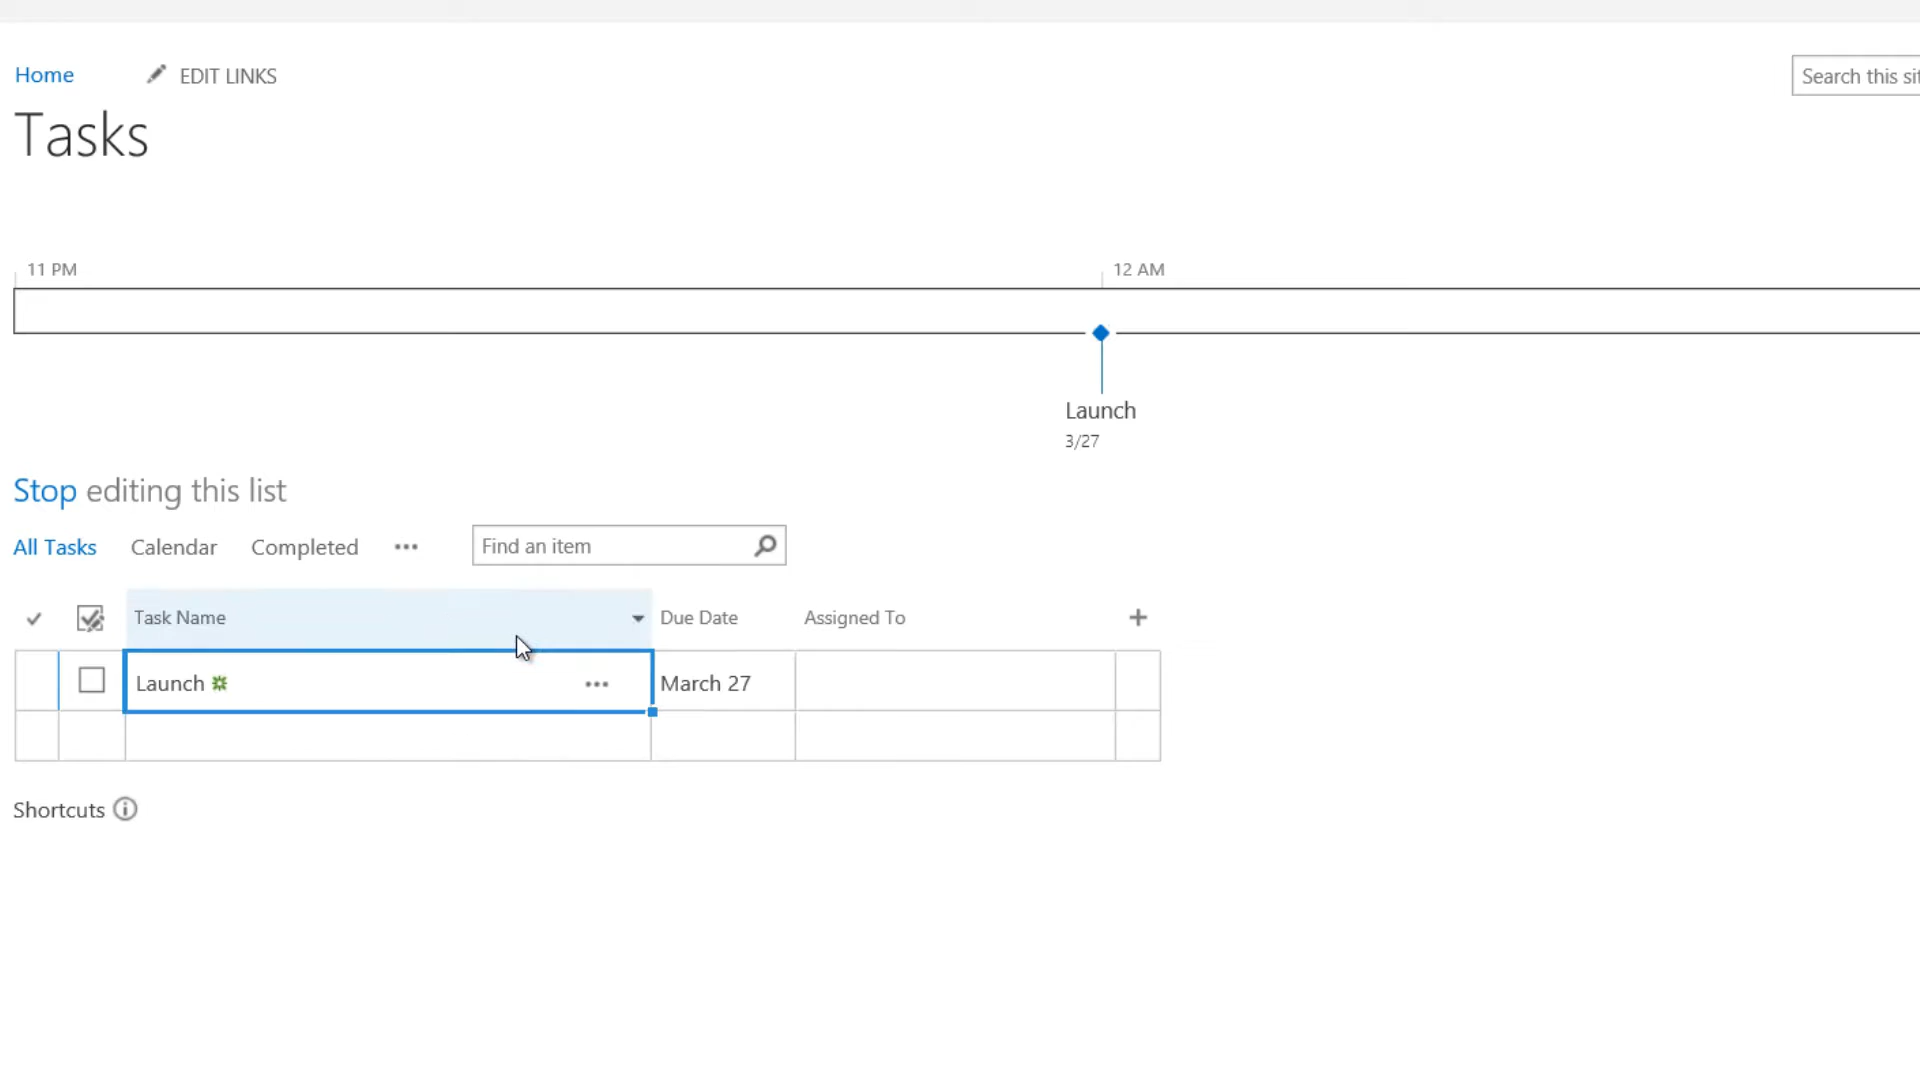 Home EDIT LINKS Search this sit
Tasks
11 PM 12 AM
Launch
3/27
Stop editing this list
All Tasks Calendar Completed ••• Find an item
Task Name Due Date Assigned To +
Launch ••• March 27
Shortcuts